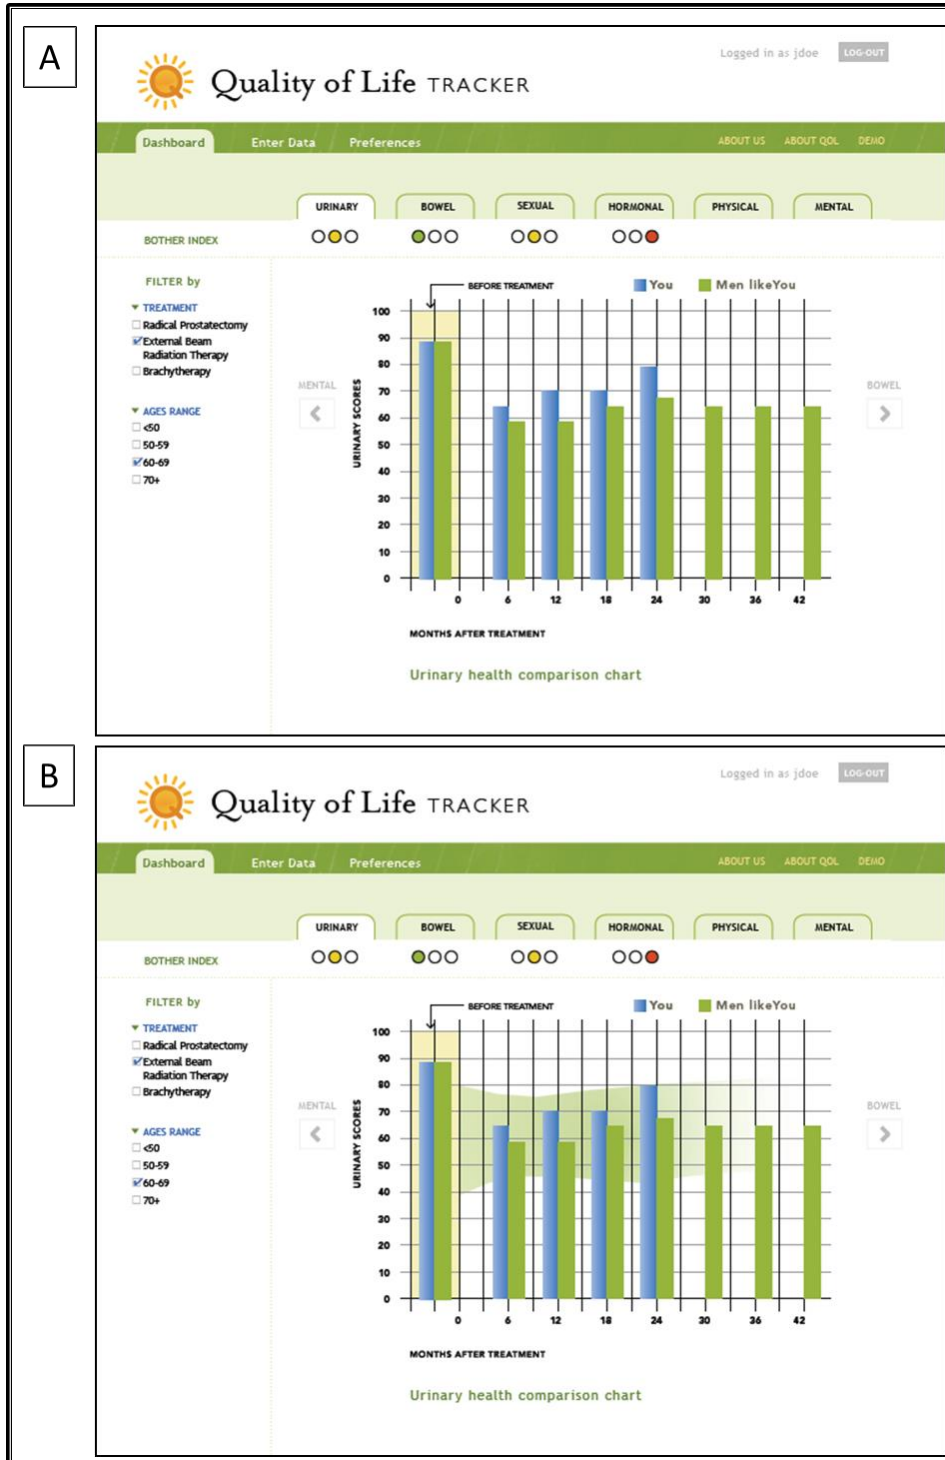 A
Logged in as jdoe LOG-OUT
Quality of Life TRACKER
Dashboard Enter Data Preferences ABOUT US ABOUT QOL DEMO
URINARY BOWEL SEXUAL HORMONAL PHYSICAL MENTAL
BOTHER INDEX
FILTER by
TREATMENT
Radical Prostatectomy
External Beam
Radiation Therapy
Brachytherapy
AGES RANGE
<50
50-59
60-69
70+
MENTAL
BEFORE TREATMENT
You Men likeYou
URINARY SCORES
100
90
80
70
60
50
40
30
20
10
0
0 6 12 18 24 30 36 42
BOWEL
MONTHS AFTER TREATMENT
Urinary health comparison chart
B
Logged in as jdoe LOG-OUT
Quality of Life TRACKER
Dashboard Enter Data Preferences ABOUT US ABOUT QOL DEMO
URINARY BOWEL SEXUAL HORMONAL PHYSICAL MENTAL
BOTHER INDEX
FILTER by
TREATMENT
Radical Prostatectomy
External Beam
Radiation Therapy
Brachytherapy
AGES RANGE
<50
50-59
60-69
70+
MENTAL
BEFORE TREATMENT
You Men likeYou
URINARY SCORES
100
90
80
70
60
50
40
30
20
10
0
0 6 12 18 24 30 36 42
BOWEL
MONTHS AFTER TREATMENT
Urinary health comparison chart